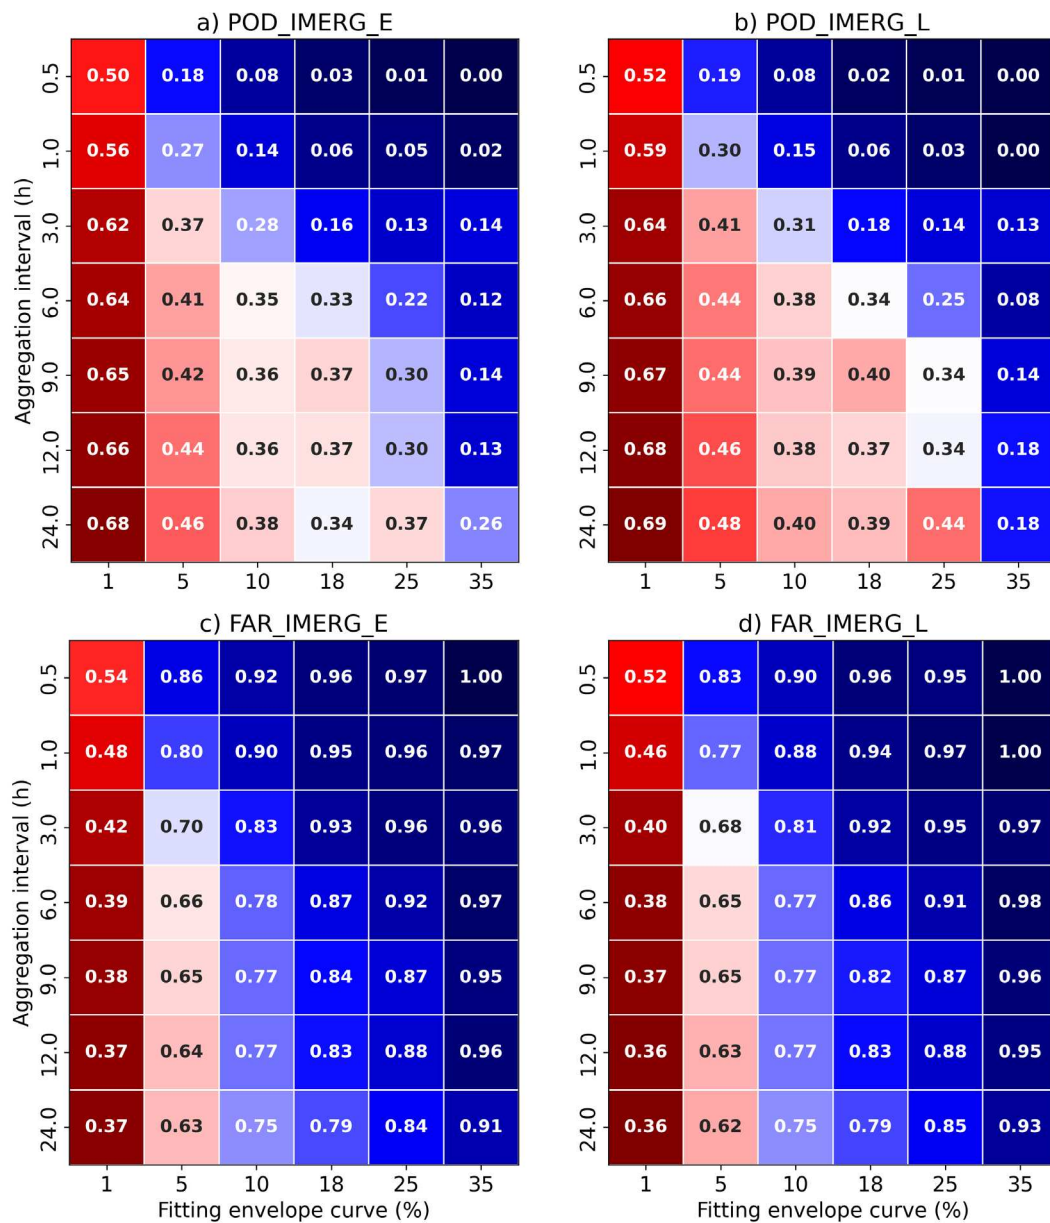 a) POD_IMERG_E
0.5 0.50 0.18 0.08 0.03 0.01 0.00
1.0 0.56 0.27 0.14 0.06 0.05 0.02
3.0 0.62 0.37 0.28 0.16 0.13 0.14
6.0 0.64 0.41 0.35 0.33 0.22 0.12
9.0 0.65 0.42 0.36 0.37 0.30 0.14
12.0 0.66 0.44 0.36 0.37 0.30 0.13
24.0 0.68 0.46 0.38 0.34 0.37 0.26
1 5 10 18 25 35
Aggregation interval (h)
b) POD_IMERG_L
0.5 0.52 0.19 0.08 0.02 0.01 0.00
1.0 0.59 0.30 0.15 0.06 0.03 0.00
3.0 0.64 0.41 0.31 0.18 0.14 0.13
6.0 0.66 0.44 0.38 0.34 0.25 0.08
9.0 0.67 0.44 0.39 0.40 0.34 0.14
12.0 0.68 0.46 0.38 0.37 0.34 0.18
24.0 0.69 0.48 0.40 0.39 0.44 0.18
1 5 10 18 25 35
c) FAR_IMERG_E
0.5 0.54 0.86 0.92 0.96 0.97 1.00
1.0 0.48 0.80 0.90 0.95 0.96 0.97
3.0 0.42 0.70 0.83 0.93 0.96 0.96
6.0 0.39 0.66 0.78 0.87 0.92 0.97
9.0 0.38 0.65 0.77 0.84 0.87 0.95
12.0 0.37 0.64 0.77 0.83 0.88 0.96
24.0 0.37 0.63 0.75 0.79 0.84 0.91
1 5 10 18 25 35
Aggregation interval (h)
Fitting envelope curve (%)
d) FAR_IMERG_L
0.5 0.52 0.83 0.90 0.96 0.95 1.00
1.0 0.46 0.77 0.88 0.94 0.97 1.00
3.0 0.40 0.68 0.81 0.92 0.95 0.97
6.0 0.38 0.65 0.77 0.86 0.91 0.98
9.0 0.37 0.65 0.77 0.82 0.87 0.96
12.0 0.36 0.63 0.77 0.83 0.88 0.95
24.0 0.36 0.62 0.75 0.79 0.85 0.93
1 5 10 18 25 35
Fitting envelope curve (%)